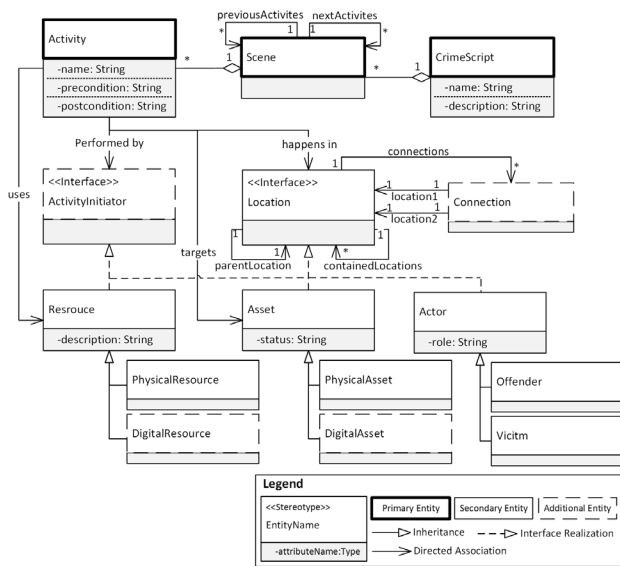 previousActivites
nextActivites
Activity
* 1 1 *
Scene
CrimeScript
* 1
* 1
-name: String
-precondition: String
-postcondition: String
-name: String
-description: String
Performed by
happens in
1
1
connections
*
uses
<<Interface>>
ActivityInitiator
<<Interface>>
Location
1 1
location1
1 1
location2
Connection
1 1
* 1
targets
parentLocation
containedLocations
Resrouce
-description: String
Asset
-status: String
Actor
-role: String
PhysicalResource
PhysicalAsset
Offender
DigitalResource
DigitalAsset
Vicitm
Legend
<<Stereotype>>
EntityName
-attributeName:Type
Primary Entity
Secondary Entity
Additional Entity
Inheritance
Interface Realization
Directed Association